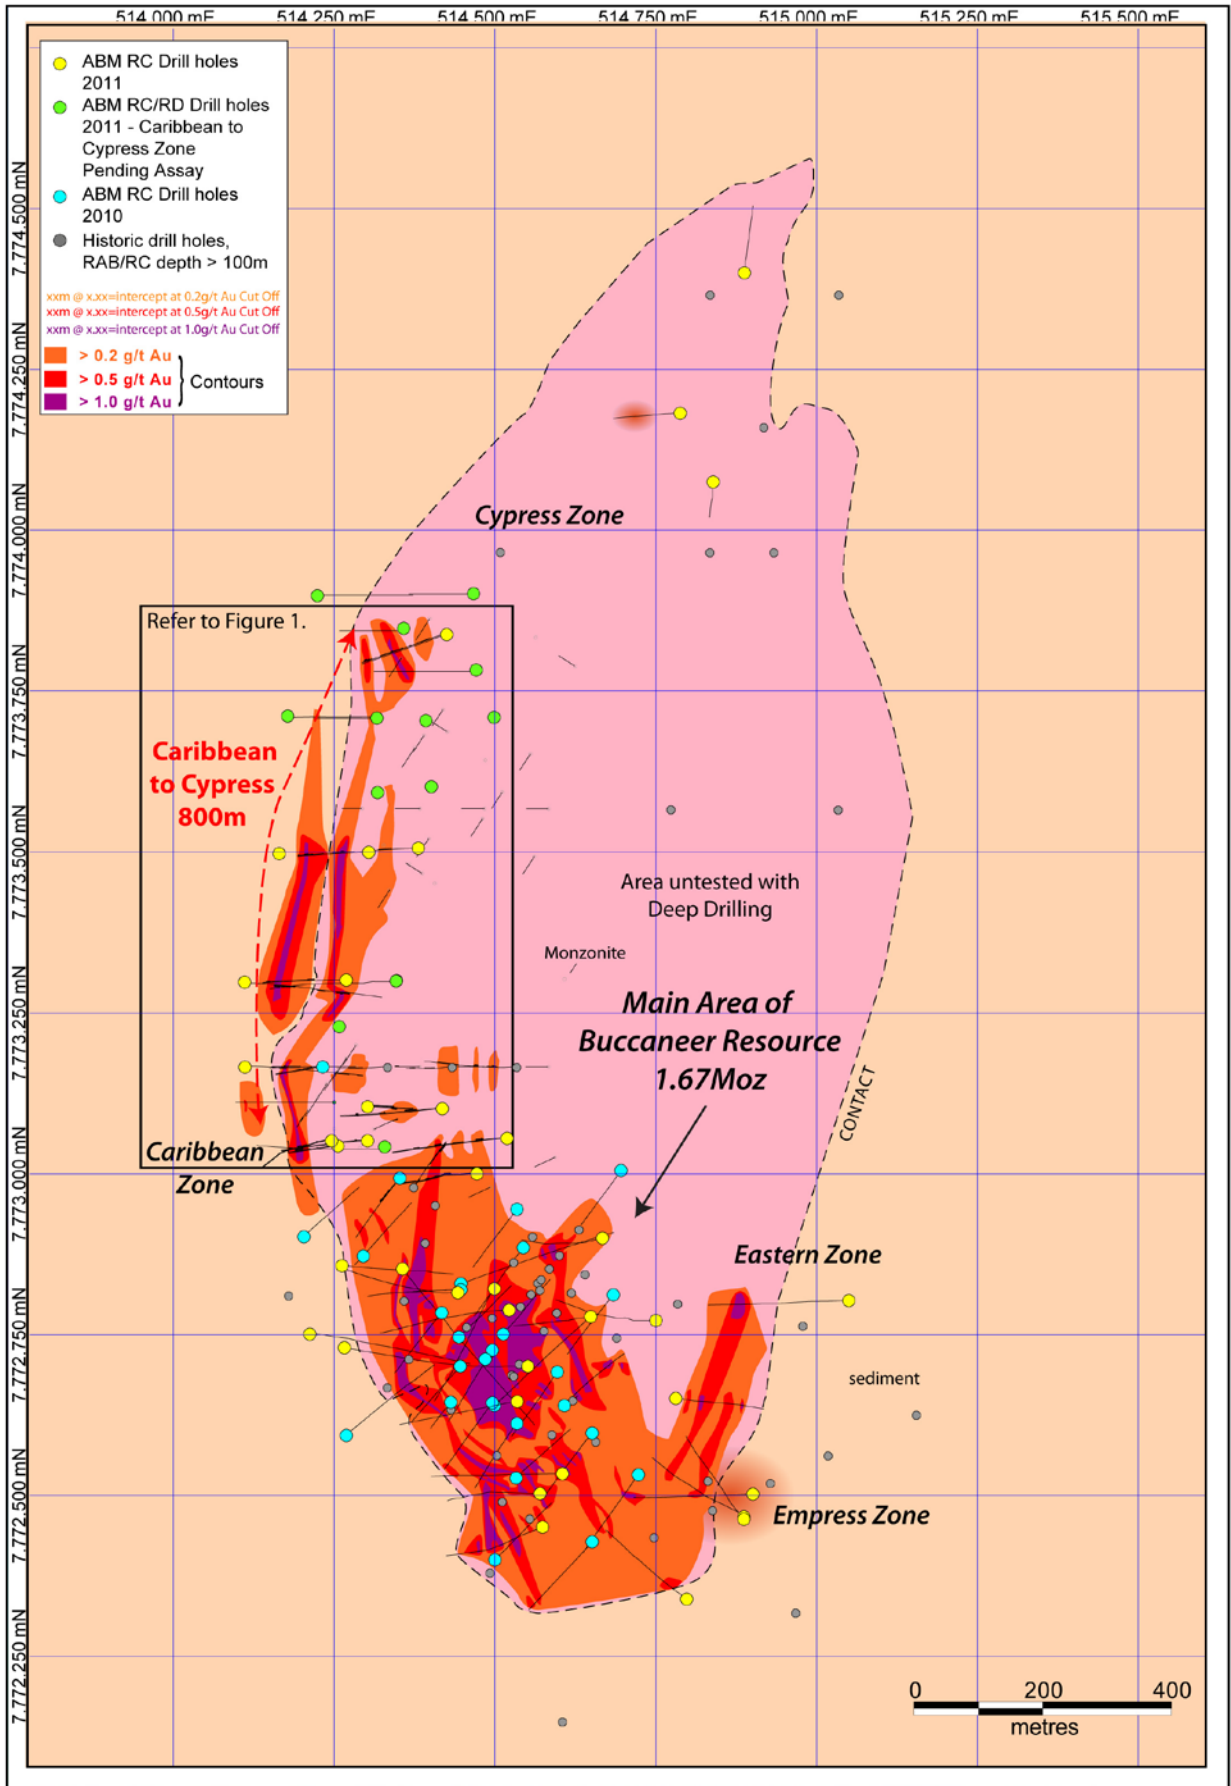 514 000 mE 514 250 mE 514 500 mE 514 750 mE 515 000 mE 515 250 mE 515 500 mE
ABM RC Drill holes
2011
ABM RC/RD Drill holes
2011 - Caribbean to
Cypress Zone
Pending Assay
ABM RC Drill holes
2010
Historic drill holes,
RAB/RC depth > 100m
xxm @ x.xx=intercept at 0.2g/t Au Cut Off
xxm @ x.xx=intercept at 0.5g/t Au Cut Off
xxm @ x.xx=intercept at 1.0g/t Au Cut Off
> 0.2 g/t Au
> 0.5 g/t Au
Contours
> 1.0 g/t Au
7.774.500 mN
7.774.250 mN
7.774.000 mN
7.773.750 mN
7.773.500 mN
7.773.250 mN
7.773.000 mN
7.772.750 mN
7.772.500 mN
7.772.250 mN
Cypress Zone
Refer to Figure 1.
Caribbean
to Cypress
800m
Area untested with
Deep Drilling
Monzonite
Main Area of
Buccaneer Resource
1.67Moz
CONTACT
Caribbean
Zone
Eastern Zone
sediment
Empress Zone
0 200 400
metres